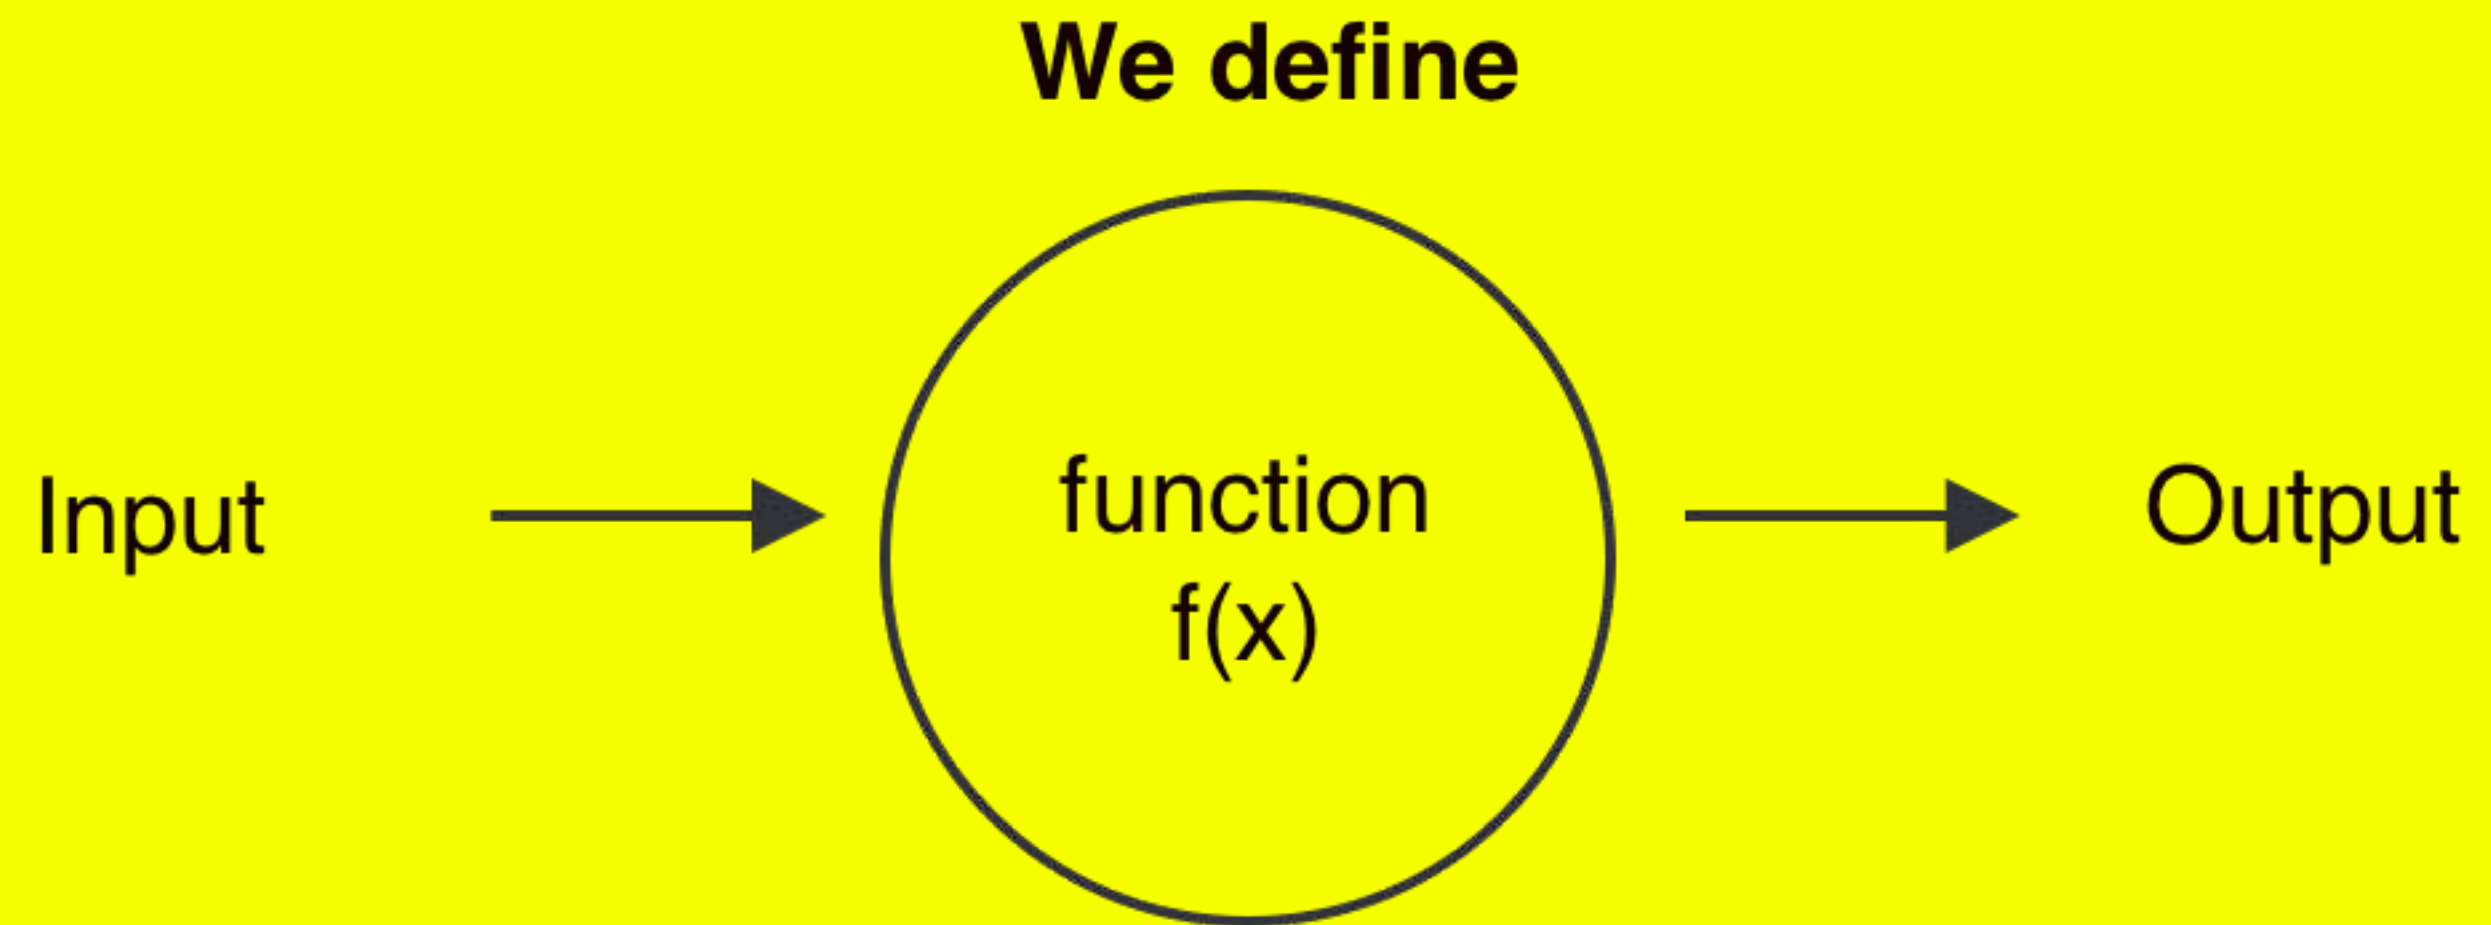 We define
Input
function
f(x)
Output